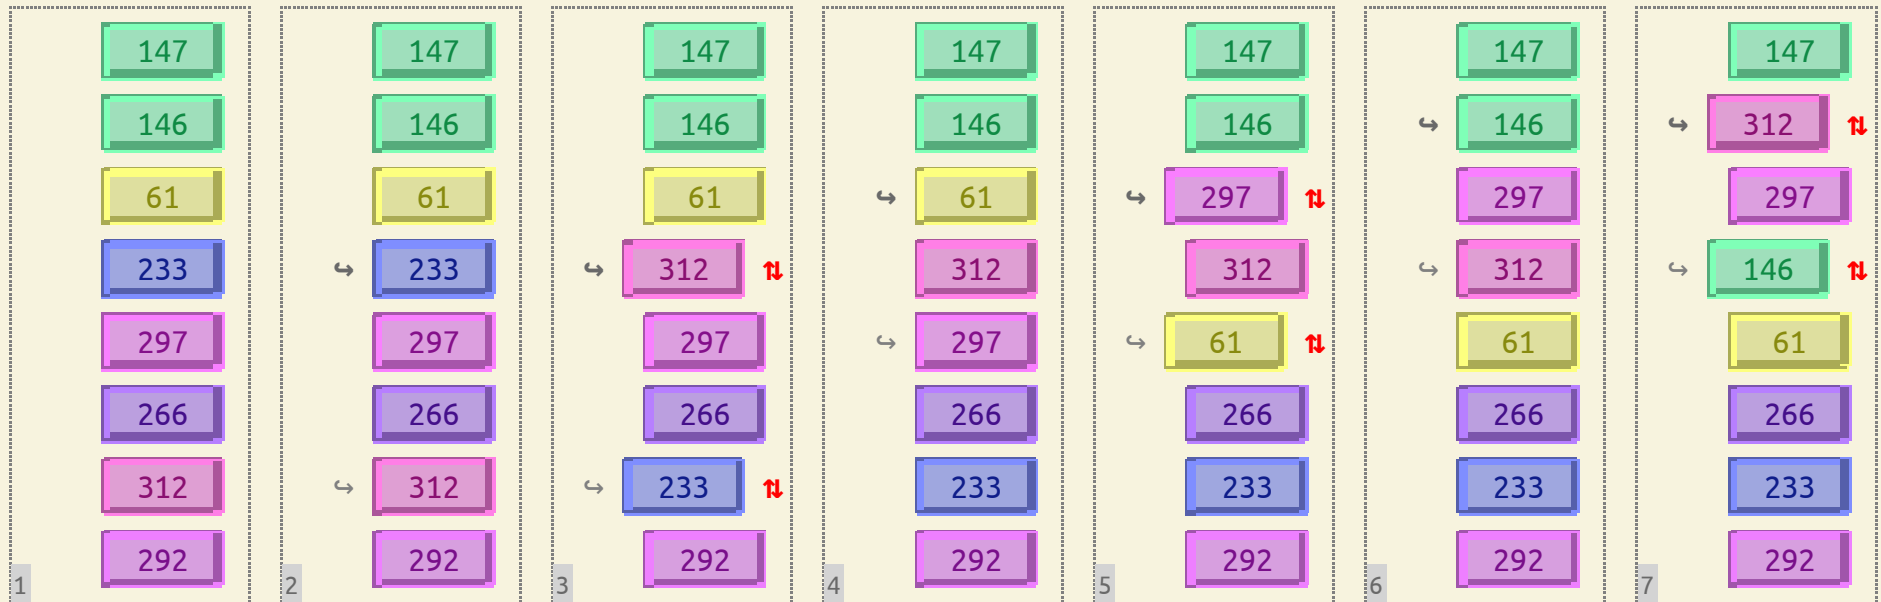 147 147 147 147 147 147 147
146 146 146 146 146 ↪ 146 ↪ 312 ⇅
61 61 61 ↪ 61 ↪ 297 ⇅ 297 297
233 ↪ 233 ↪ 312 ⇅ 312 312 ↪ 312 ↪ 146 ⇅
297 297 297 ↪ 297 ↪ 61 ⇅ 61 61
266 266 266 266 266 266 266
312 ↪ 312 ↪ 233 ⇅ 233 233 233 233
292 292 292 292 292 292 292
1 2 3 4 5 6 7